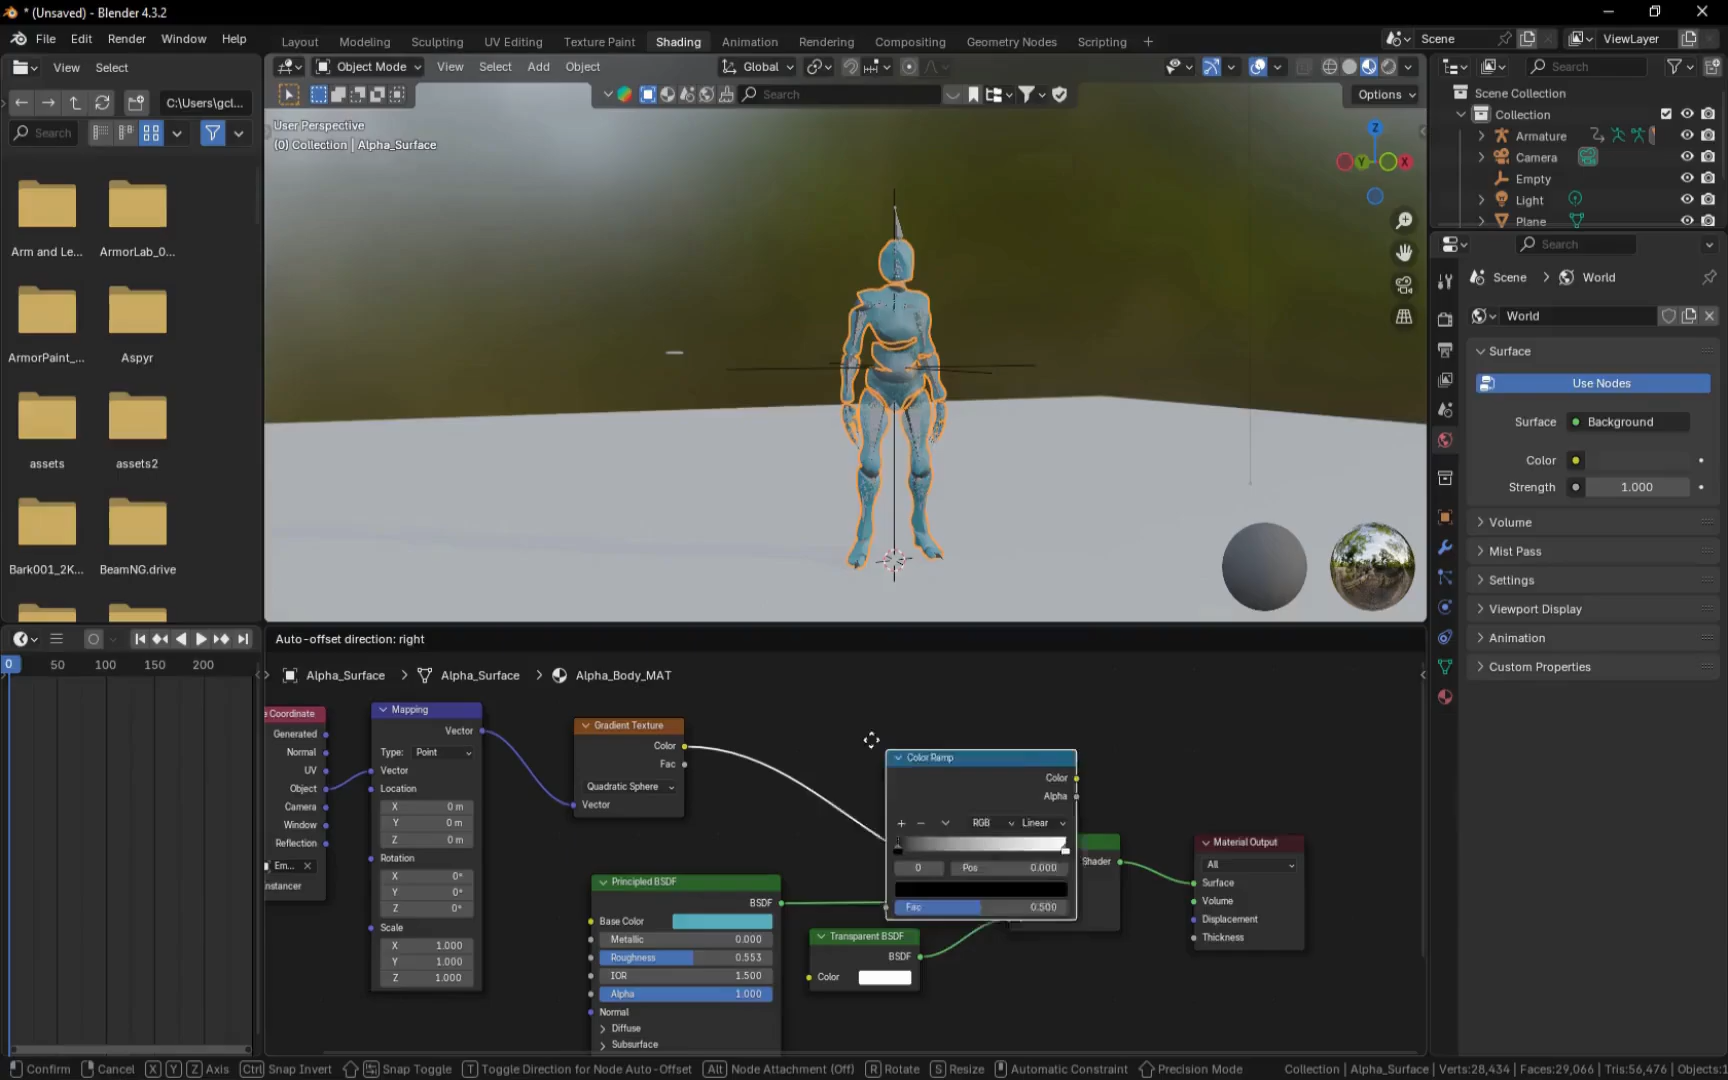 * (Unsaved) - Blender 4.3.2
File Edit Render Window Help
Layout Modeling Sculpting UV Editing Texture Paint Shading Animation Rendering Compositing Geometry Nodes Scripting +
Scene ViewLayer
View Select
Object Mode View Select Add Object Global
Search
C:\Users\gcl...
Search
Search
Options
User Perspective
(0) Collection | Alpha_Surface
Z
Y X
Arm and Le... ArmorLab_0...
ArmorPaint_... Aspyr
assets assets2
Bark001_2K... BeamNG.drive
Scene Collection
Collection
Armature
Camera
Empty
Light
Plane
Search
Scene > World
World
Surface
Use Nodes
Surface Background
Color
Strength 1.000
Volume
Mist Pass
Settings
Viewport Display
Animation
Custom Properties
0 50 100 150 200
Auto-offset direction: right
Alpha_Surface > Alpha_Surface > Alpha_Body_MAT
e Coordinate
Generated
Normal
UV
Object
Camera
Window
Reflection
Em...
nstancer
Mapping
Vector
Type: Point
Vector
Location
X 0 m
Y 0 m
Z 0 m
Rotation
X 0°
Y 0°
Z 0°
Scale
X 1.000
Y 1.000
Z 1.000
Gradient Texture
Color
Fac
Quadratic Sphere
Vector
Principled BSDF
BSDF
Base Color
Metallic 0.000
Roughness 0.553
IOR 1.500
Alpha 1.000
Normal
Diffuse
Subsurface
Transparent BSDF
BSDF
Color
Color Ramp
Color
Alpha
RGB Linear
0 Pos 0.000
Fac 0.500
Shader
Material Output
All
Surface
Volume
Displacement
Thickness
Confirm Cancel X Y Z Axis Ctrl Snap Invert Snap Toggle T Toggle Direction for Node Auto-Offset Alt Node Attachment (Off) R Rotate S Resize Automatic Constraint Precision Mode Collection | Alpha_Surface | Verts:28,434 | Faces:29,066 | Tris:56,476 | Objects:1